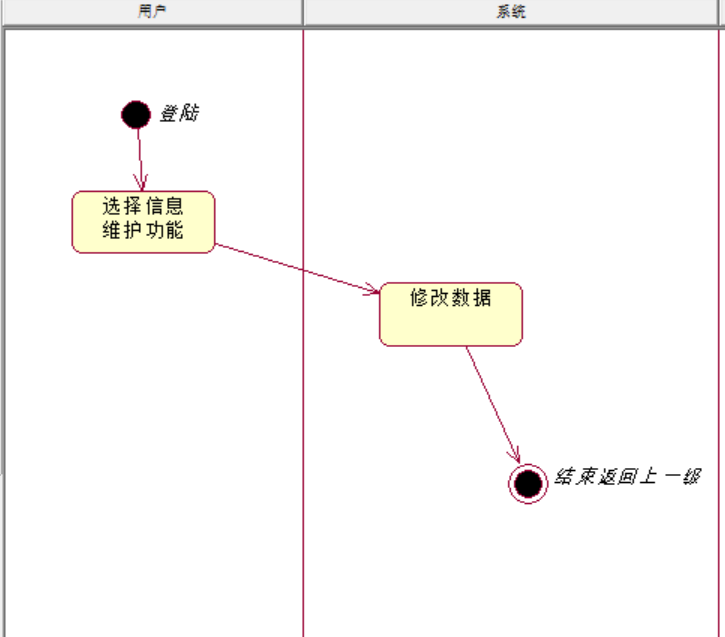 用户
系统
登陆
选择信息
维护功能
修改数据
结束返回上一级